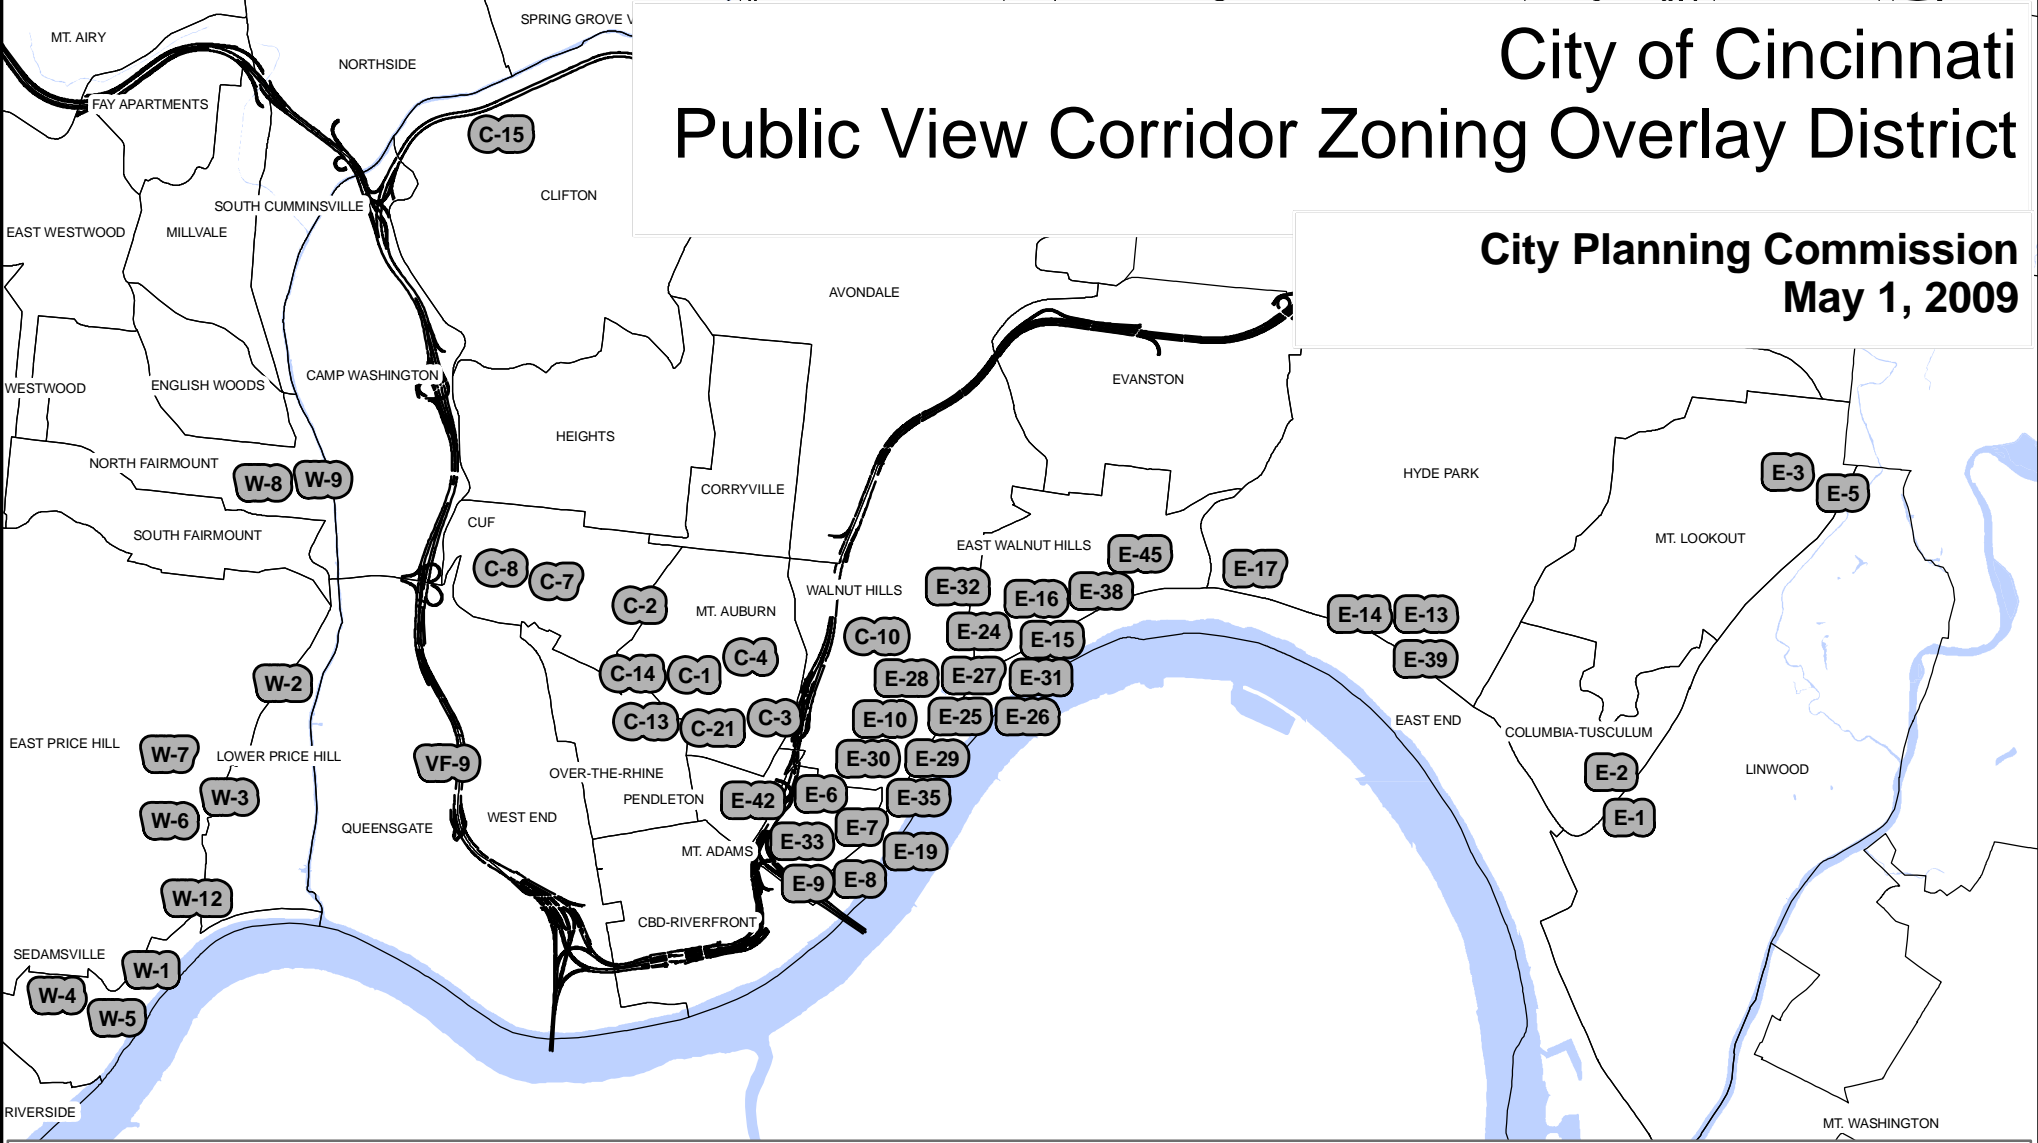 City of Cincinnati
Public View Corridor Zoning Overlay District
City Planning Commission
May 1, 2009
SPRING GROVE V
MT. AIRY
NORTHSIDE
FAY APARTMENTS
C-15
CLIFTON
SOUTH CUMMINSVILLE
EAST WESTWOOD
MILLVALE
AVONDALE
CAMP WASHINGTON
EVANSTON
WESTWOOD
ENGLISH WOODS
HEIGHTS
NORTH FAIRMOUNT
W-8
W-9
CORRYVILLE
HYDE PARK
E-3
E-5
CUF
SOUTH FAIRMOUNT
MT. LOOKOUT
EAST WALNUT HILLS
E-45
C-8
C-7
E-17
WALNUT HILLS
E-32
E-16
E-38
C-2
MT. AUBURN
E-14
E-13
C-10
E-24
E-15
C-4
E-39
C-14
C-1
E-28
E-27
E-31
W-2
C-13
C-21
C-3
E-10
E-25
E-26
EAST END
COLUMBIA-TUSCULUM
EAST PRICE HILL
W-7
LOWER PRICE HILL
VF-9
E-30
E-29
OVER-THE-RHINE
E-2
LINWOOD
W-3
PENDLETON
E-42
E-6
E-35
W-6
QUEENSGATE
WEST END
E-7
E-1
MT. ADAMS
E-33
E-19
E-9
E-8
W-12
CBD-RIVERFRONT
SEDAMSVILLE
W-1
W-4
W-5
RIVERSIDE
MT. WASHINGTON